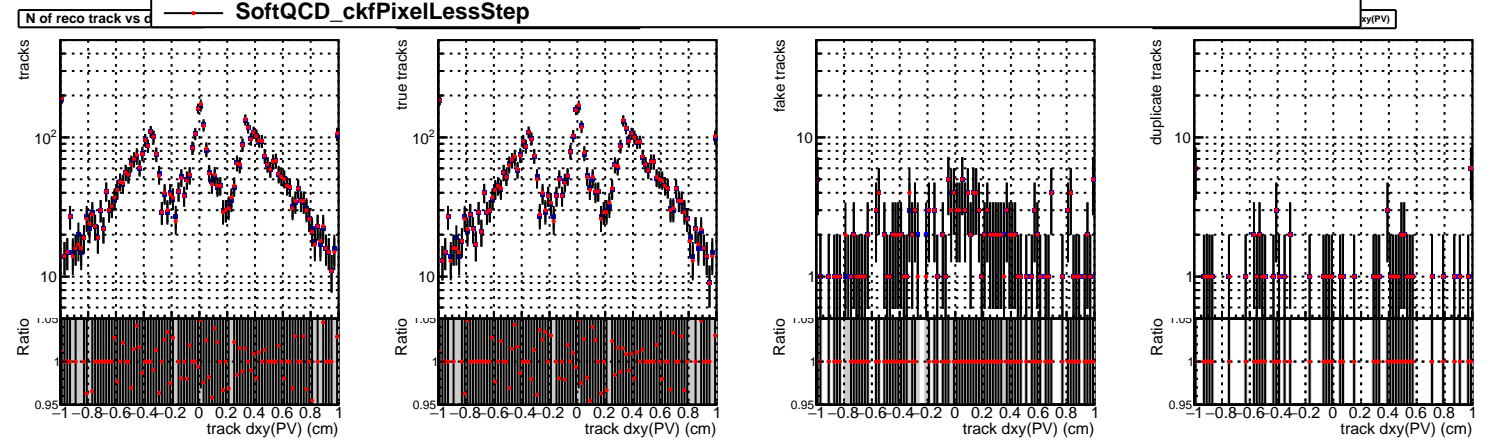 SoftQCD_ckfPixelLessStep
N of reco track vs d
xy(PV)
tracks
10²
10
Ratio
1.05
1
0.95
−1 −0.8 −0.6 −0.4 −0.2 0 0.2 0.4 0.6 0.8 1
track dxy(PV) (cm)
true tracks
10²
10
Ratio
1.05
1
0.95
−1 −0.8 −0.6 −0.4 −0.2 0 0.2 0.4 0.6 0.8 1
track dxy(PV) (cm)
fake tracks
10
1
Ratio
1.05
1
0.95
−1 −0.8 −0.6 −0.4 −0.2 0 0.2 0.4 0.6 0.8 1
track dxy(PV) (cm)
duplicate tracks
10
1
Ratio
1.05
1
0.95
−1 −0.8 −0.6 −0.4 −0.2 0 0.2 0.4 0.6 0.8 1
track dxy(PV) (cm)